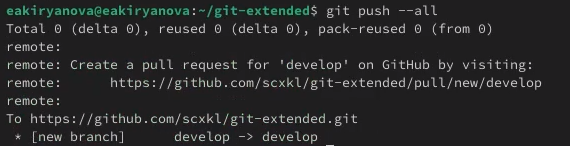 eakiryanova@eakiryanova:~/git-extended$ git push --all
Total 0 (delta 0), reused 0 (delta 0), pack-reused 0 (from 0)
remote:
remote: Create a pull request for 'develop' on GitHub by visiting:
remote:      https://github.com/scxkl/git-extended/pull/new/develop
remote:
To https://github.com/scxkl/git-extended.git
 * [new branch]      develop -> develop